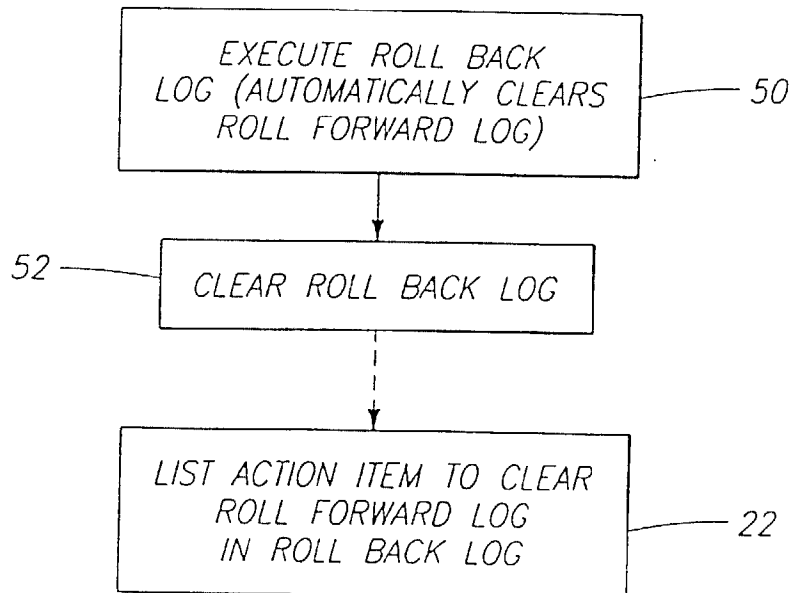 EXECUTE ROLL BACK
LOG (AUTOMATICALLY CLEARS
ROLL FORWARD LOG)
50
52
CLEAR ROLL BACK LOG
LIST ACTION ITEM TO CLEAR
ROLL FORWARD LOG
IN ROLL BACK LOG
22